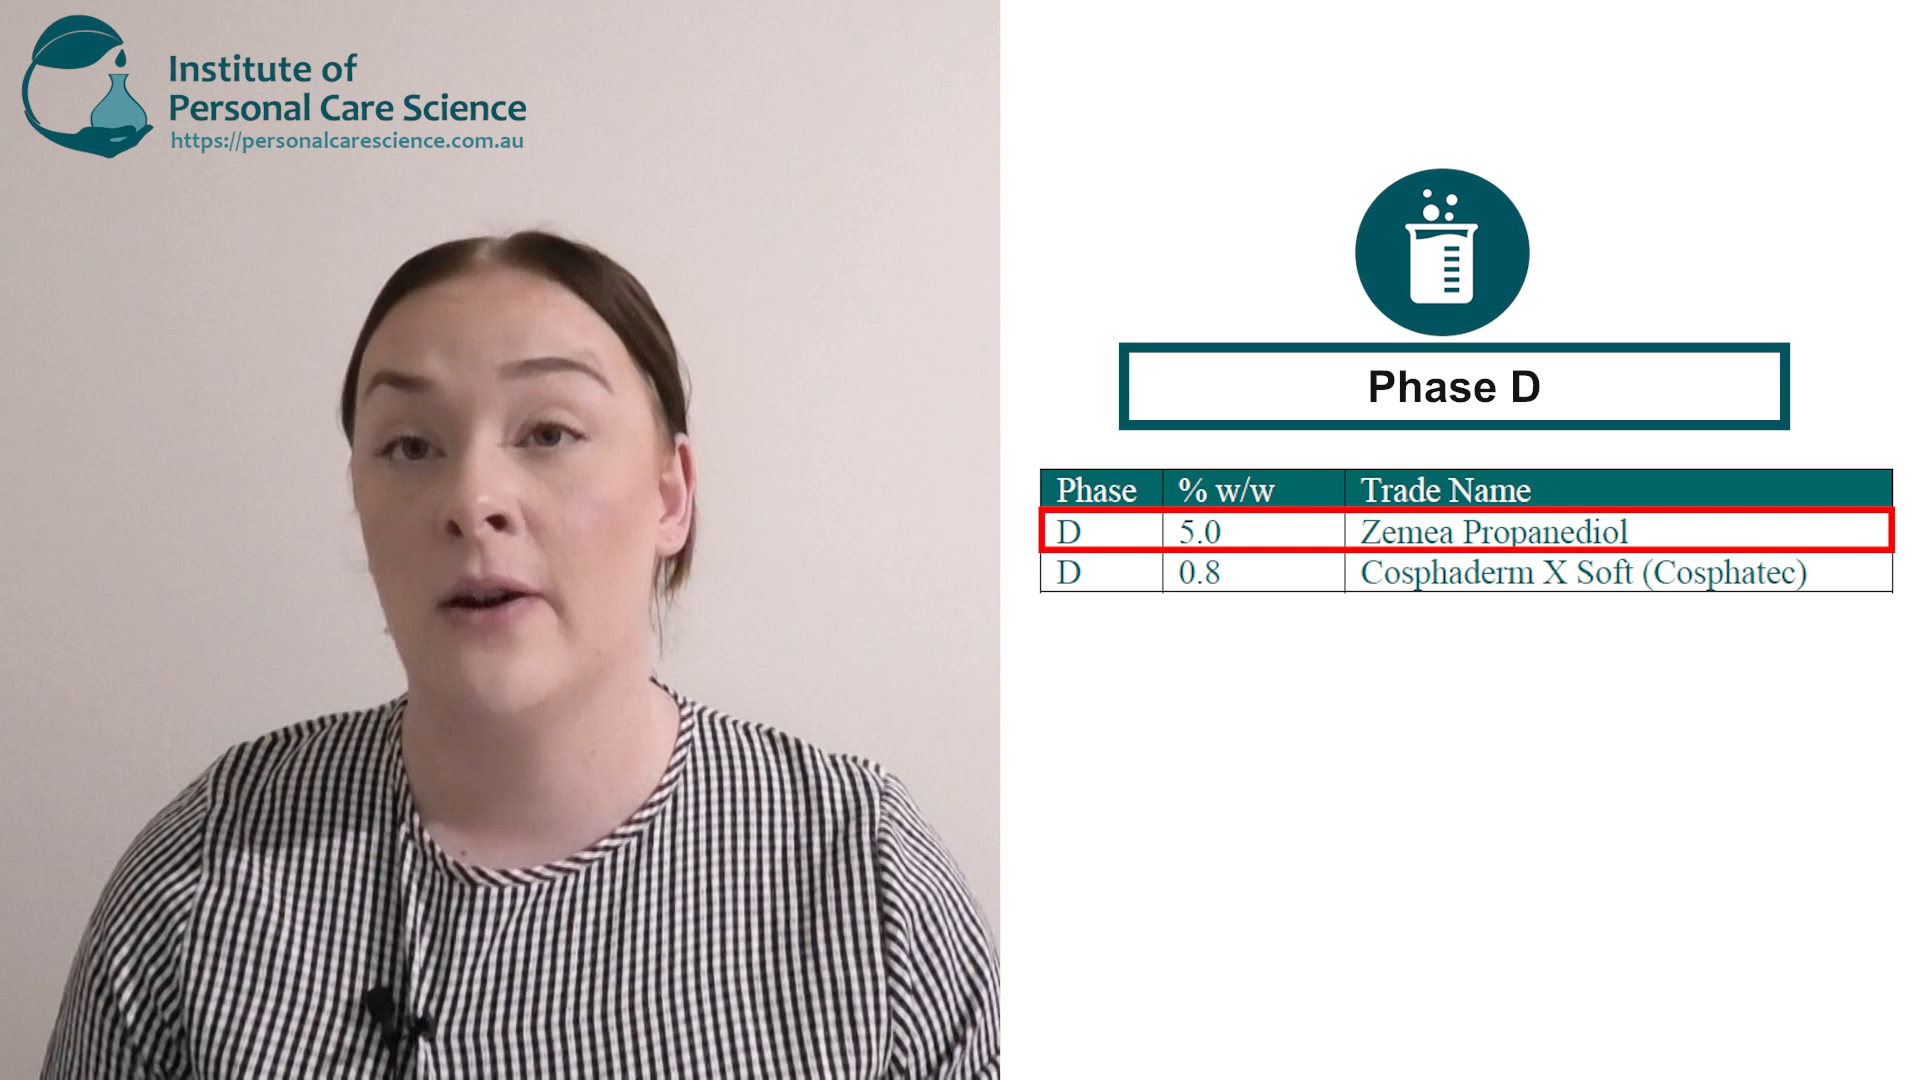 Institute of
Personal Care Science
https://personalcarescience.com.au
Phase D
Phase % w/w Trade Name
D 5.0 Zemea Propanediol
D 0.8 Cosphaderm X Soft (Cosphatec)